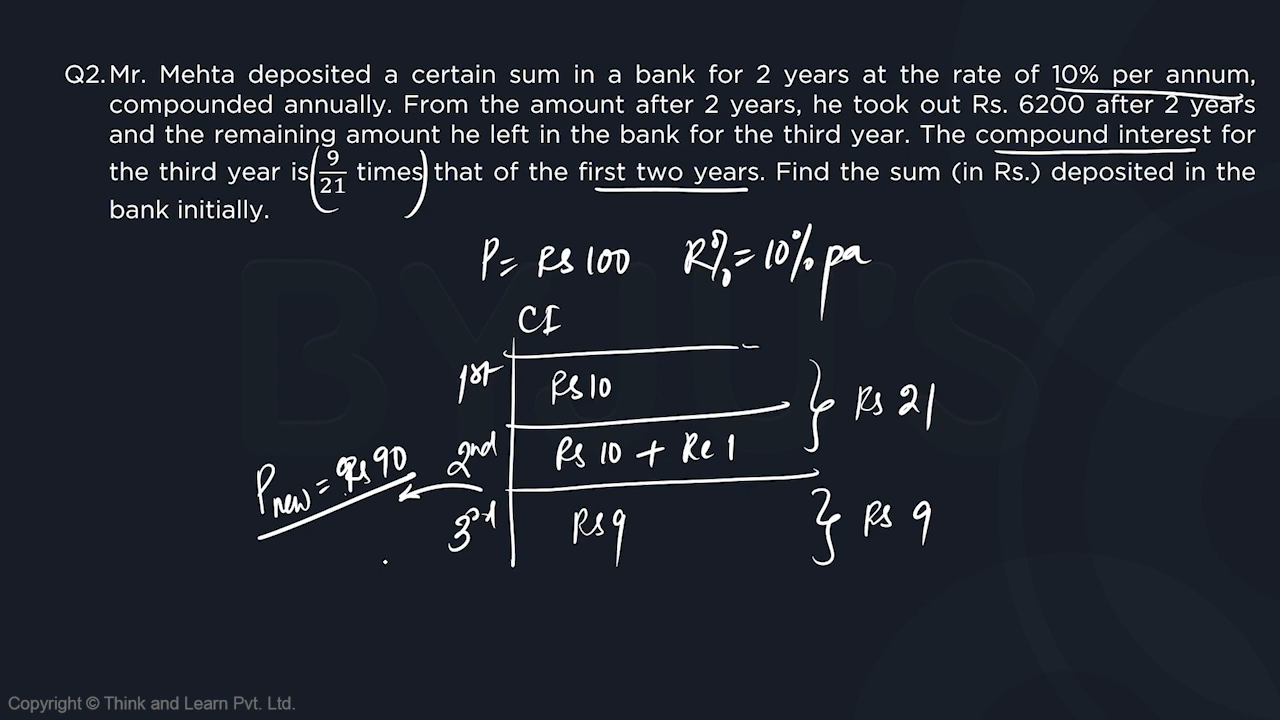 Q2. Mr. Mehta deposited a certain sum in a bank for 2 years at the rate of 10% per annum,
compounded annually. From the amount after 2 years, he took out Rs. 6200 after 2 years
and the remaining amount he left in the bank for the third year. The compound interest for
the third year is (9/21 times) that of the first two years. Find the sum (in Rs.) deposited in the
bank initially.
P = Rs 100 R% = 10% pa
CI
1st Rs 10 } Rs 21
2nd Rs 10 + Re 1
Pnew = Rs 90
3rd Rs 9 } Rs 9
BYJU'S
Copyright © Think and Learn Pvt. Ltd.